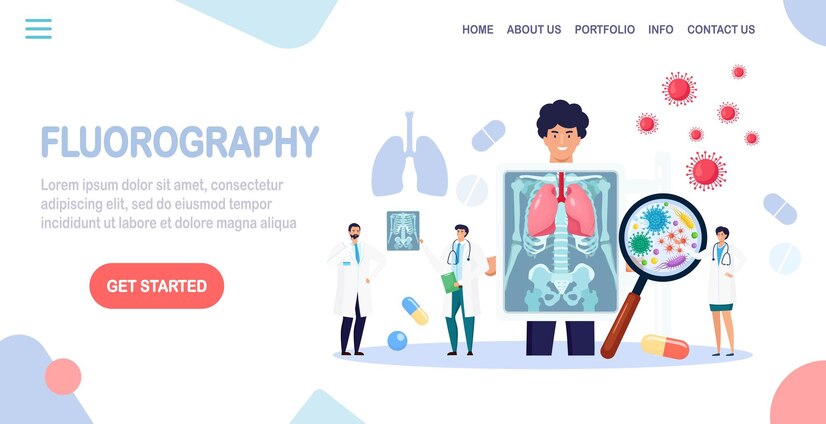 HOME ABOUT US PORTFOLIO INFO CONTACT US
FLUOROGRAPHY
Lorem ipsum dolor sit amet, consectetur
adipiscing elit, sed do eiusmod tempor
incididunt ut labore et dolore magna aliqua
GET STARTED